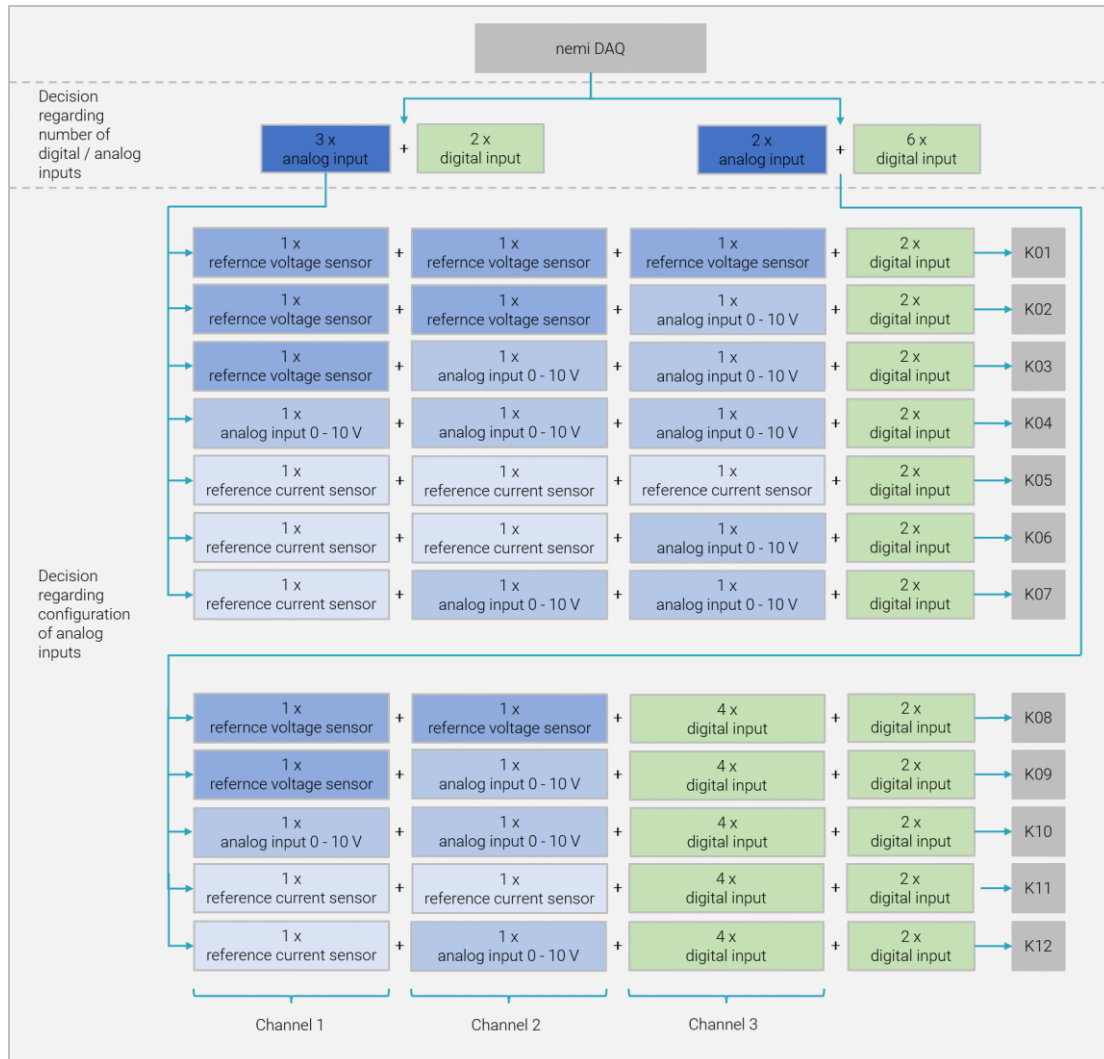 nemi DAQ
Decision
regarding
number of
digital / analog
inputs
3 x
analog input
+
2 x
digital input
2 x
analog input
+
6 x
digital input
Decision
regarding
configuration
of analog
inputs
1 x
refernce voltage sensor
+
1 x
refernce voltage sensor
+
1 x
refernce voltage sensor
+
2 x
digital input
K01
1 x
refernce voltage sensor
+
1 x
refernce voltage sensor
+
1 x
analog input 0 - 10 V
+
2 x
digital input
K02
1 x
refernce voltage sensor
+
1 x
analog input 0 - 10 V
+
1 x
analog input 0 - 10 V
+
2 x
digital input
K03
1 x
analog input 0 - 10 V
+
1 x
analog input 0 - 10 V
+
1 x
analog input 0 - 10 V
+
2 x
digital input
K04
1 x
reference current sensor
+
1 x
reference current sensor
+
1 x
reference current sensor
+
2 x
digital input
K05
1 x
reference current sensor
+
1 x
reference current sensor
+
1 x
analog input 0 - 10 V
+
2 x
digital input
K06
1 x
reference current sensor
+
1 x
analog input 0 - 10 V
+
1 x
analog input 0 - 10 V
+
2 x
digital input
K07
1 x
refernce voltage sensor
+
1 x
refernce voltage sensor
+
4 x
digital input
+
2 x
digital input
K08
1 x
refernce voltage sensor
+
1 x
analog input 0 - 10 V
+
4 x
digital input
+
2 x
digital input
K09
1 x
analog input 0 - 10 V
+
1 x
analog input 0 - 10 V
+
4 x
digital input
+
2 x
digital input
K10
1 x
reference current sensor
+
1 x
reference current sensor
+
4 x
digital input
+
2 x
digital input
K11
1 x
reference current sensor
+
1 x
analog input 0 - 10 V
+
4 x
digital input
+
2 x
digital input
K12
Channel 1
Channel 2
Channel 3